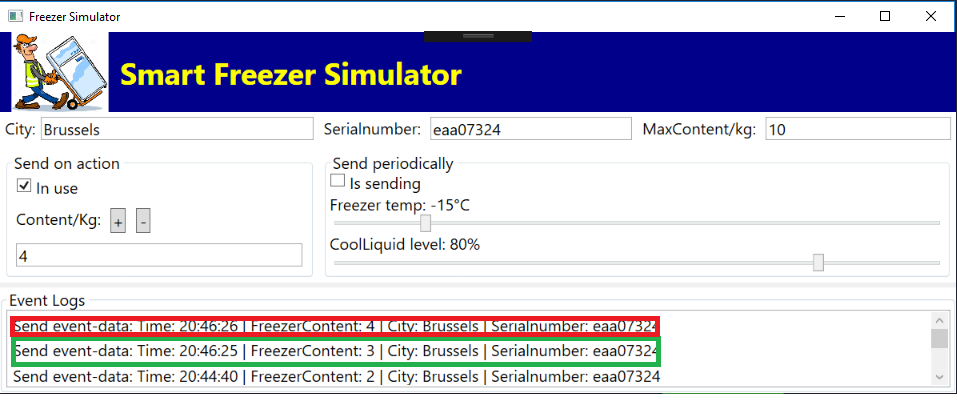 Freezer Simulator
Smart Freezer Simulator
City: Brussels Serialnumber: eaa07324 MaxContent/kg: 10
Send on action
In use
Content/Kg: + -
4
Send periodically
Is sending
Freezer temp: -15°C
CoolLiquid level: 80%
Event Logs
Send event-data: Time: 20:46:26 | FreezerContent: 4 | City: Brussels | Serialnumber: eaa07324
Send event-data: Time: 20:46:25 | FreezerContent: 3 | City: Brussels | Serialnumber: eaa07324
Send event-data: Time: 20:44:40 | FreezerContent: 2 | City: Brussels | Serialnumber: eaa07324